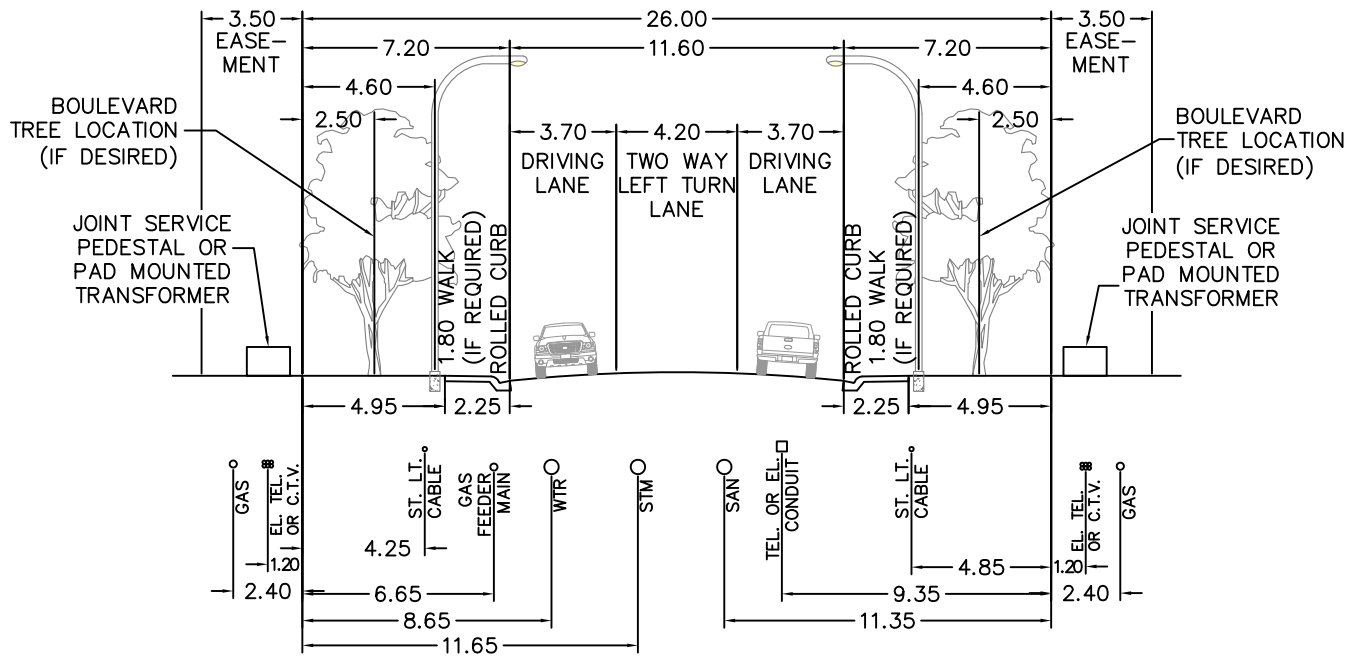 3.50
26.00
3.50
EASE-
MENT
7.20
11.60
7.20
EASE-
MENT
4.60
4.60
BOULEVARD
TREE LOCATION
(IF DESIRED)
2.50
2.50
BOULEVARD
TREE LOCATION
(IF DESIRED)
3.70
4.20
3.70
DRIVING
LANE
TWO WAY
LEFT TURN
LANE
DRIVING
LANE
JOINT SERVICE
PEDESTAL OR
PAD MOUNTED
TRANSFORMER
1.80 WALK
(IF REQUIRED)
ROLLED CURB
ROLLED CURB
1.80 WALK
(IF REQUIRED)
JOINT SERVICE
PEDESTAL OR
PAD MOUNTED
TRANSFORMER
4.95
2.25
2.25
4.95
GAS
EL. TEL.
OR C.T.V.
ST. LT.
CABLE
GAS
FEEDER
MAIN
WTR
STM
SAN
TEL. OR EL.
CONDUIT
ST. LT.
CABLE
EL. TEL.
OR C.T.V.
GAS
4.25
1.20
4.85
1.20
2.40
6.65
9.35
2.40
8.65
11.35
11.65